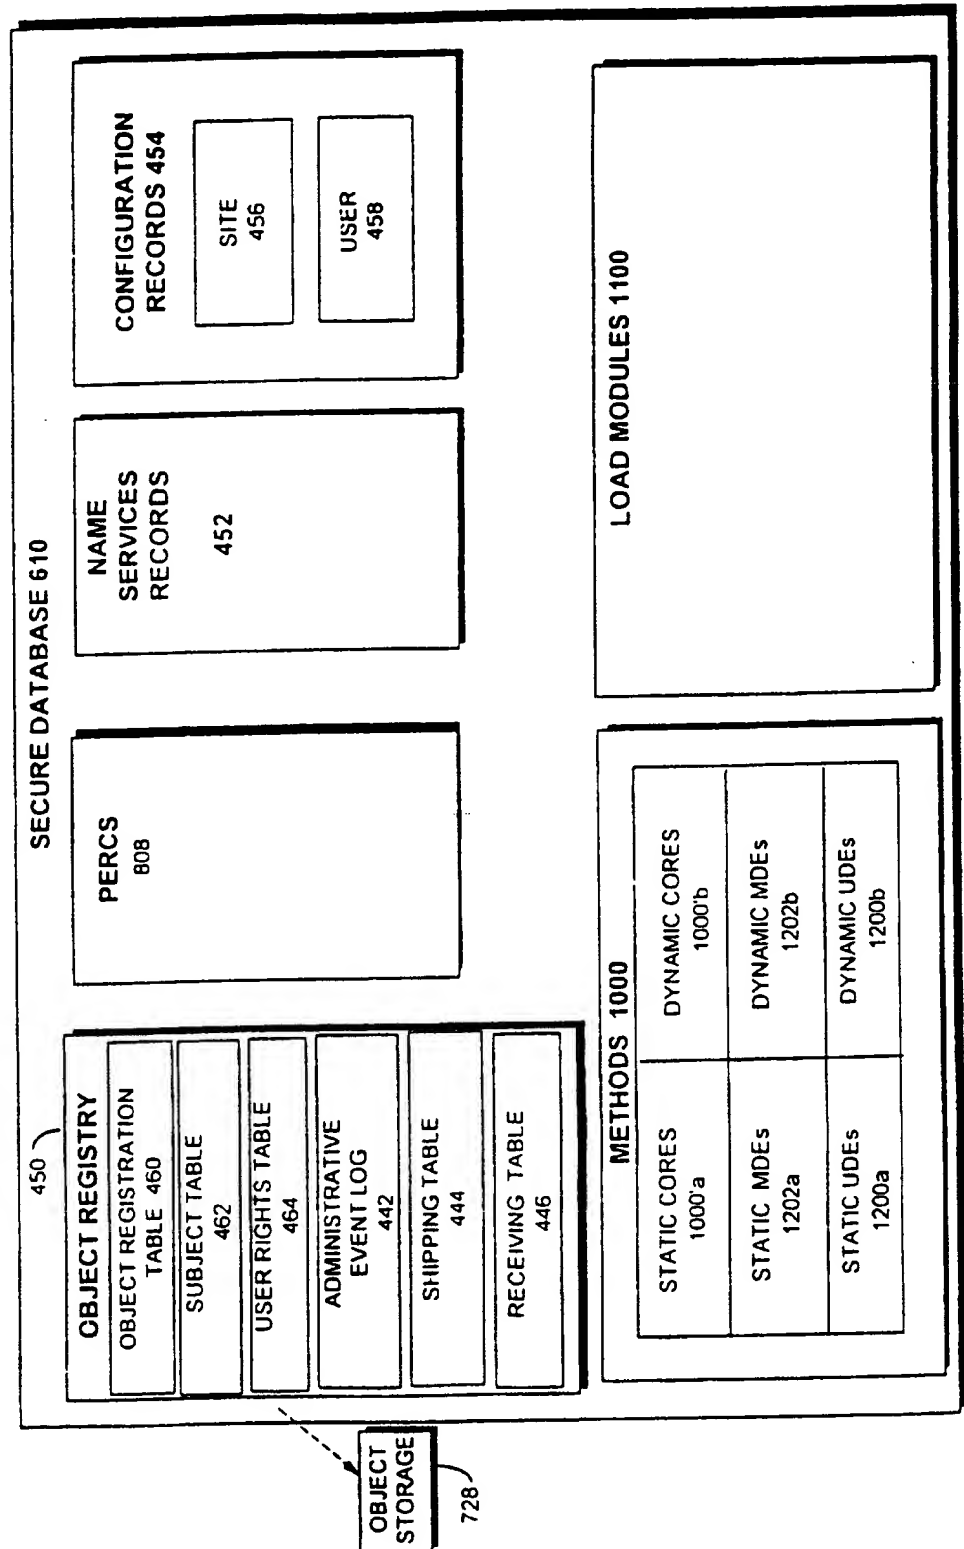 SECURE DATABASE 610
450
OBJECT REGISTRY
OBJECT REGISTRATION
TABLE 460
SUBJECT TABLE
462
USER RIGHTS TABLE
464
ADMINISTRATIVE
EVENT LOG
442
SHIPPING TABLE
444
RECEIVING TABLE
446
OBJECT
STORAGE
728
PERCS
808
NAME
SERVICES
RECORDS
452
CONFIGURATION
RECORDS 454
SITE
456
USER
458
METHODS 1000
STATIC CORES
1000'a
DYNAMIC CORES
1000'b
STATIC MDEs
1202a
DYNAMIC MDEs
1202b
STATIC UDEs
1200a
DYNAMIC UDEs
1200b
LOAD MODULES 1100